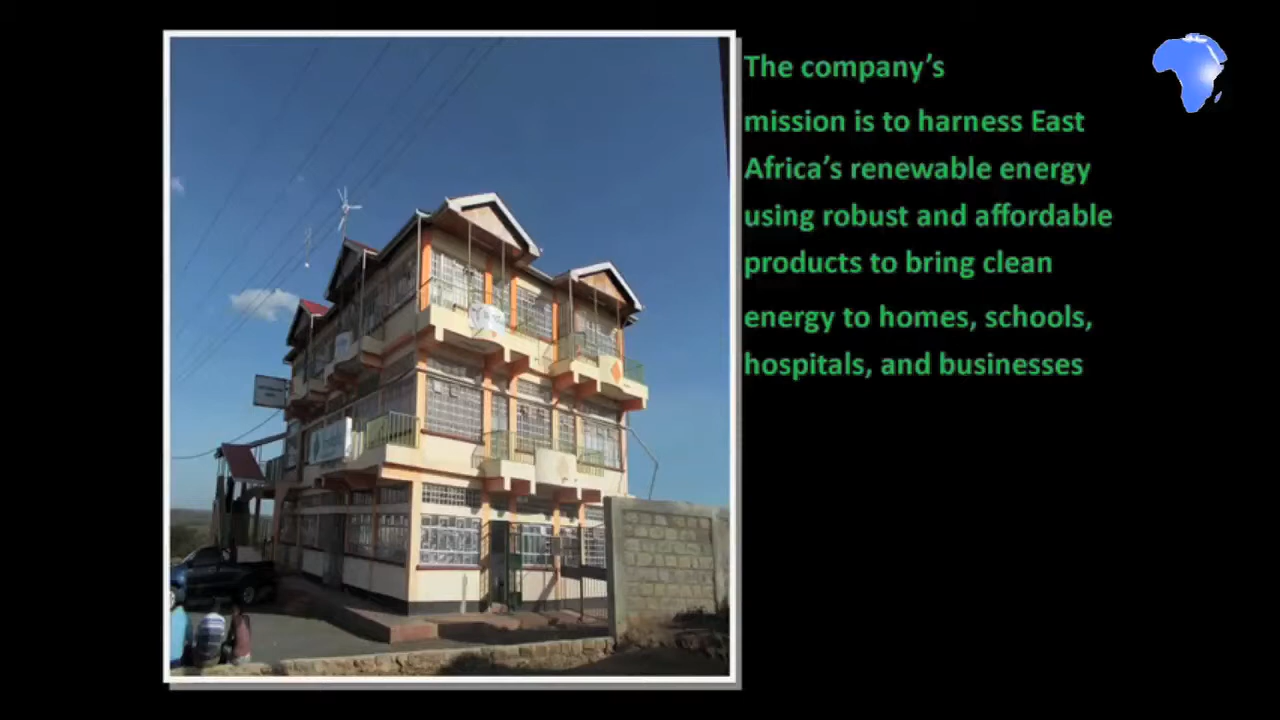 The company’s
mission is to harness East
Africa’s renewable energy
using robust and affordable
products to bring clean
energy to homes, schools,
hospitals, and businesses